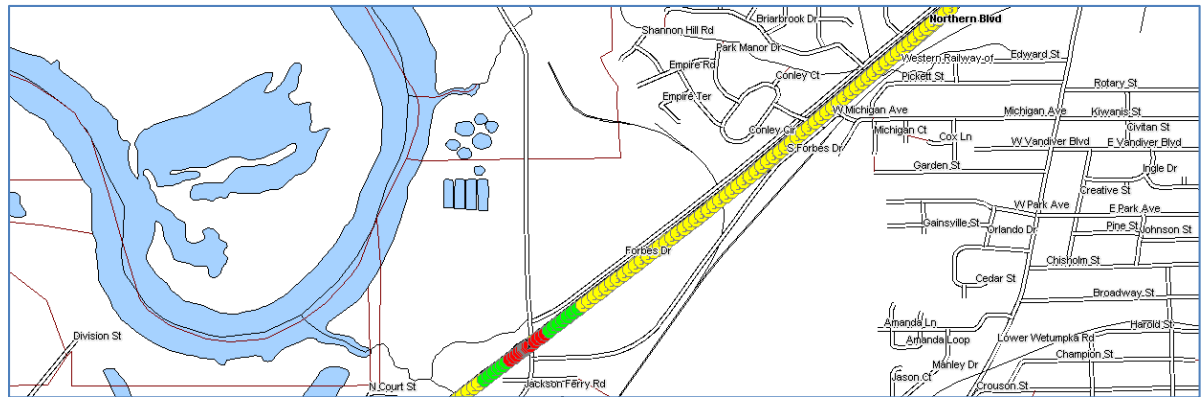 Briarbrook Dr
Northern Blvd
Shannon Hill Rd
Park Manor Dr
Edward St
Western Railway of
Empire Rd
Conley Ct
Pickett St
Rotary St
Empire Ter
W Michigan Ave
Michigan Ave
Kiwanis St
Conley Cir
Michigan Ct
Civitan St
Cox Ln
W Vandiver Blvd
E Vandiver Blvd
S Forbes Dr
Garden St
Ingle Dr
Creative St
W Park Ave
E Park Ave
Gainsville St
Orlando Dr
Pine St
Johnson St
Forbes Dr
Chisholm St
Cedar St
Broadway St
Amanda Ln
Harold St
Division St
Amanda Loop
Lower Wetumpka Rd
Champion St
Manley Dr
Jason Ct
Jackson Ferry Rd
N Court St
Crouson St